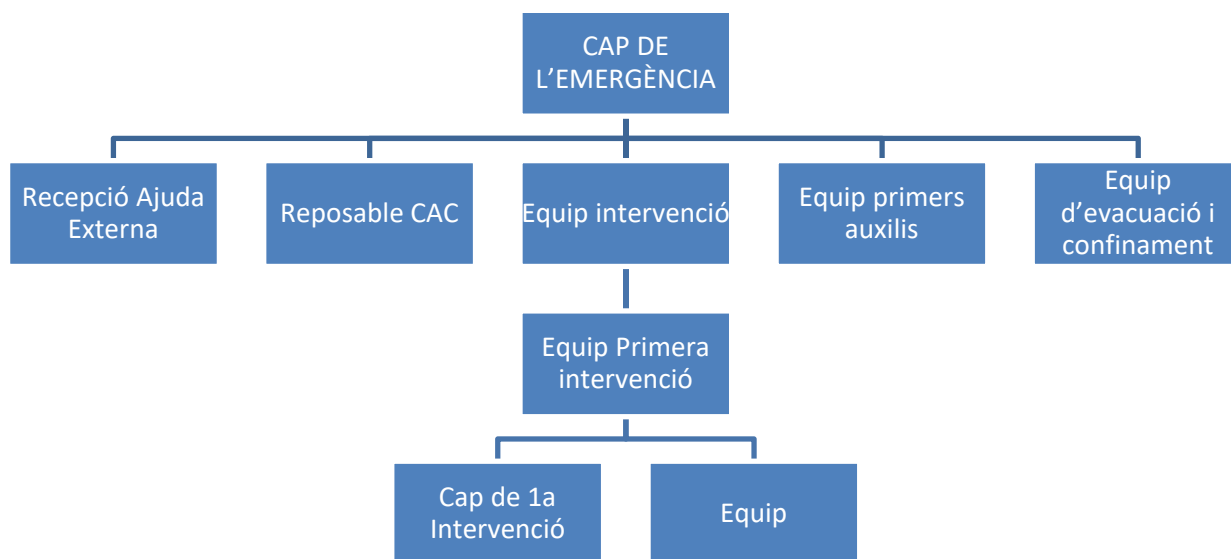 CAP DE
L’EMERGÈNCIA
Recepció Ajuda
Externa
Reposable CAC
Equip intervenció
Equip primers
auxilis
Equip
d’evacuació i
confinament
Equip Primera
intervenció
Cap de 1a
Intervenció
Equip